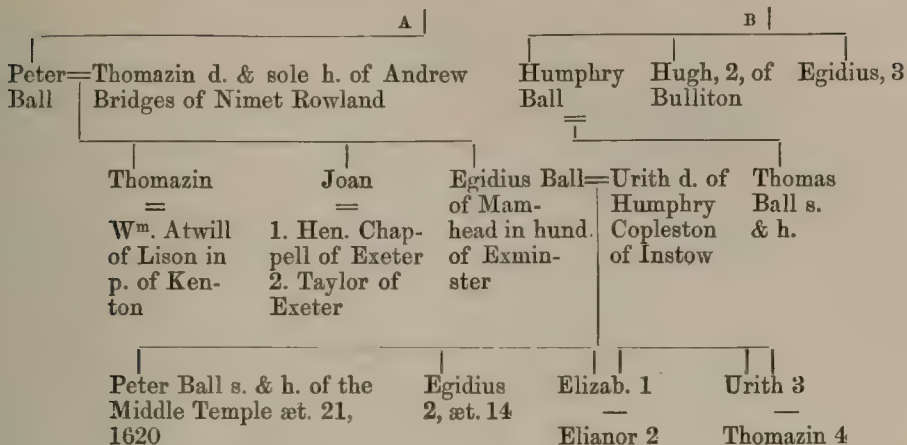 A B
Peter=Thomazin d. & sole h. of Andrew
Ball Bridges of Nimet Rowland
Humphry Hugh, 2, of Egidius, 3
Ball Bulliton
=
Thomazin
=
Wm. Atwill
of Lison in
p. of Ken-
ton
Joan
=
1. Hen. Chap-
pell of Exeter
2. Taylor of
Exeter
Egidius Ball=Urith d. of
of Mam- Humphry
head in hund. Copleston
of Exmin- of Instow
ster
Thomas
Ball s.
& h.
Peter Ball s. & h. of the
Middle Temple æt. 21,
1620
Egidius
2, æt. 14
Elizab. 1
—
Elianor 2
Urith 3
—
Thomazin 4